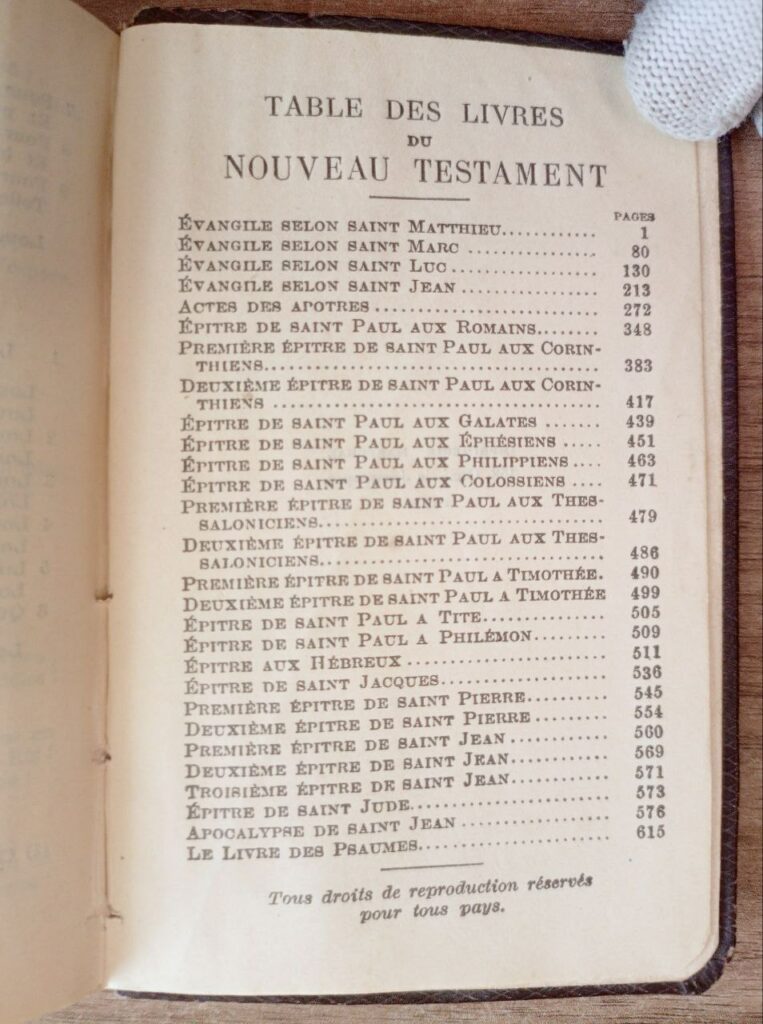 TABLE DES LIVRES
DU
NOUVEAU TESTAMENT
PAGES
ÉVANGILE SELON SAINT MATTHIEU............ 1
ÉVANGILE SELON SAINT MARC ................ 80
ÉVANGILE SELON SAINT LUC.................. 130
ÉVANGILE SELON SAINT JEAN ................ 213
ACTES DES APOTRES ........................ 272
ÉPITRE DE SAINT PAUL AUX ROMAINS........ 348
PREMIÈRE ÉPITRE DE SAINT PAUL AUX CORIN-
THIENS.................................... 383
DEUXIÈME ÉPITRE DE SAINT PAUL AUX CORIN-
THIENS ................................... 417
ÉPITRE DE SAINT PAUL AUX GALATES ....... 439
ÉPITRE DE SAINT PAUL AUX ÉPHÉSIENS ..... 451
ÉPITRE DE SAINT PAUL AUX PHILIPPIENS .... 463
ÉPITRE DE SAINT PAUL AUX COLOSSIENS .... 471
PREMIÈRE ÉPITRE DE SAINT PAUL AUX THES-
SALONICIENS............................... 479
DEUXIÈME ÉPITRE DE SAINT PAUL AUX THES-
SALONICIENS............................... 486
PREMIÈRE ÉPITRE DE SAINT PAUL A TIMOTHÉE. 490
DEUXIÈME ÉPITRE DE SAINT PAUL A TIMOTHÉE 499
ÉPITRE DE SAINT PAUL A TITE............... 505
ÉPITRE DE SAINT PAUL A PHILÉMON......... 509
ÉPITRE AUX HÉBREUX ....................... 511
ÉPITRE DE SAINT JACQUES................... 536
PREMIÈRE ÉPITRE DE SAINT PIERRE.......... 545
DEUXIÈME ÉPITRE DE SAINT PIERRE ......... 554
PREMIÈRE ÉPITRE DE SAINT JEAN ........... 560
DEUXIÈME ÉPITRE DE SAINT JEAN............ 569
TROISIÈME ÉPITRE DE SAINT JEAN........... 571
ÉPITRE DE SAINT JUDE...................... 573
APOCALYPSE DE SAINT JEAN ................. 576
LE LIVRE DES PSAUMES...................... 615
Tous droits de reproduction réservés
pour tous pays.